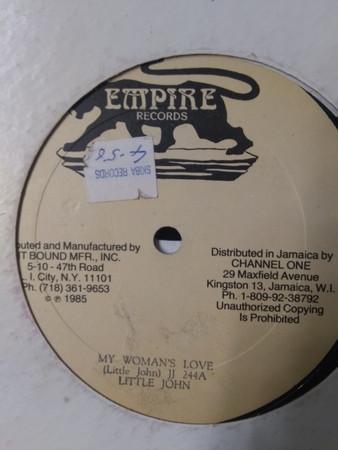 EMPIRE
RECORDS
SKIBA RECORDS
uted and Manufactured by
T BOUND MFR., INC.
5-10 - 47th Road
. I. City, N.Y. 11101
Ph. (718) 361-9653
© ℗ 1985
Distributed in Jamaica by
CHANNEL ONE
29 Maxfield Avenue
Kingston 13, Jamaica, W.I.
Ph. 1-809-92-38792
Unauthorized Copying
Is Prohibited
MY WOMAN'S LOVE
(Little John) JJ 244A
LITTLE JOHN